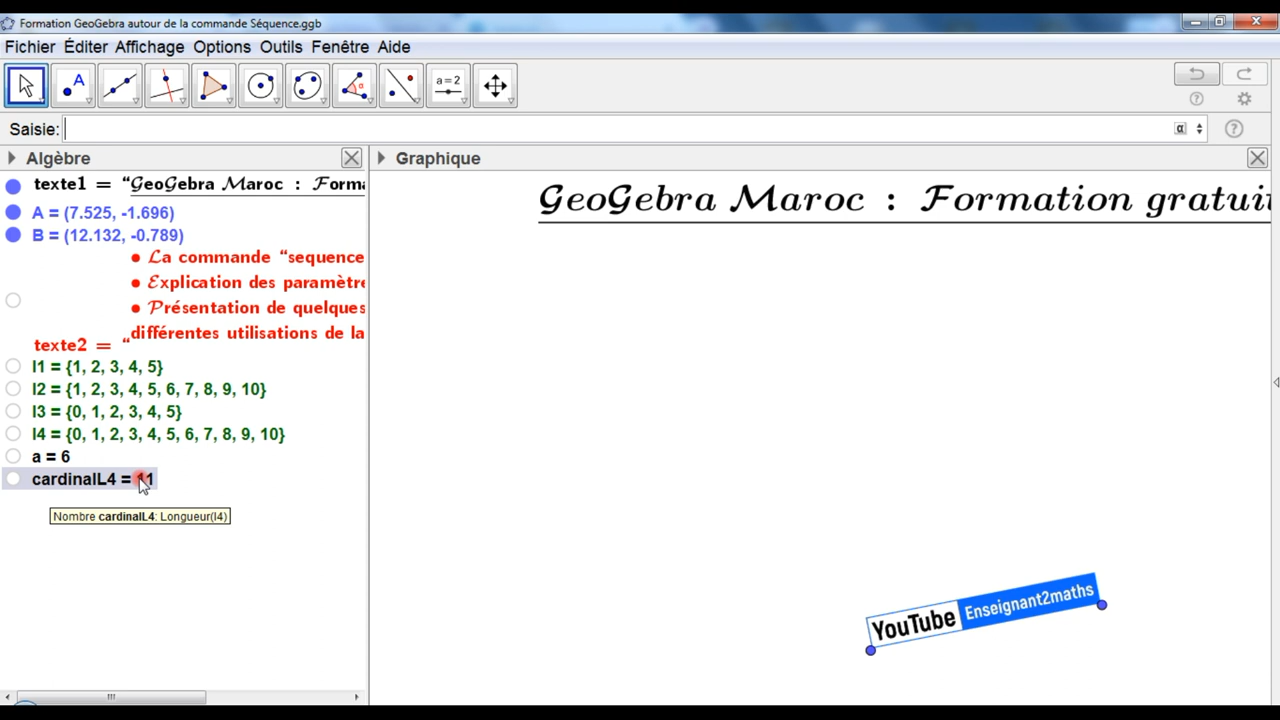 Formation GeoGebra autour de la commande Séquence.ggb
Fichier Éditer Affichage Options Outils Fenêtre Aide
A
a=2
Saisie:
α
Algèbre
Graphique
texte1 = “GeoGebra Maroc : Forma
GeoGebra Maroc : Formation gratui
A = (7.525, -1.696)
B = (12.132, -0.789)
• La commande “sequence
• Explication des paramètre
• Présentation de quelques
différentes utilisations de la
texte2 = “
l1 = {1, 2, 3, 4, 5}
l2 = {1, 2, 3, 4, 5, 6, 7, 8, 9, 10}
l3 = {0, 1, 2, 3, 4, 5}
l4 = {0, 1, 2, 3, 4, 5, 6, 7, 8, 9, 10}
a = 6
cardinalL4 = 11
Nombre cardinalL4: Longueur(l4)
YouTube Enseignant2maths